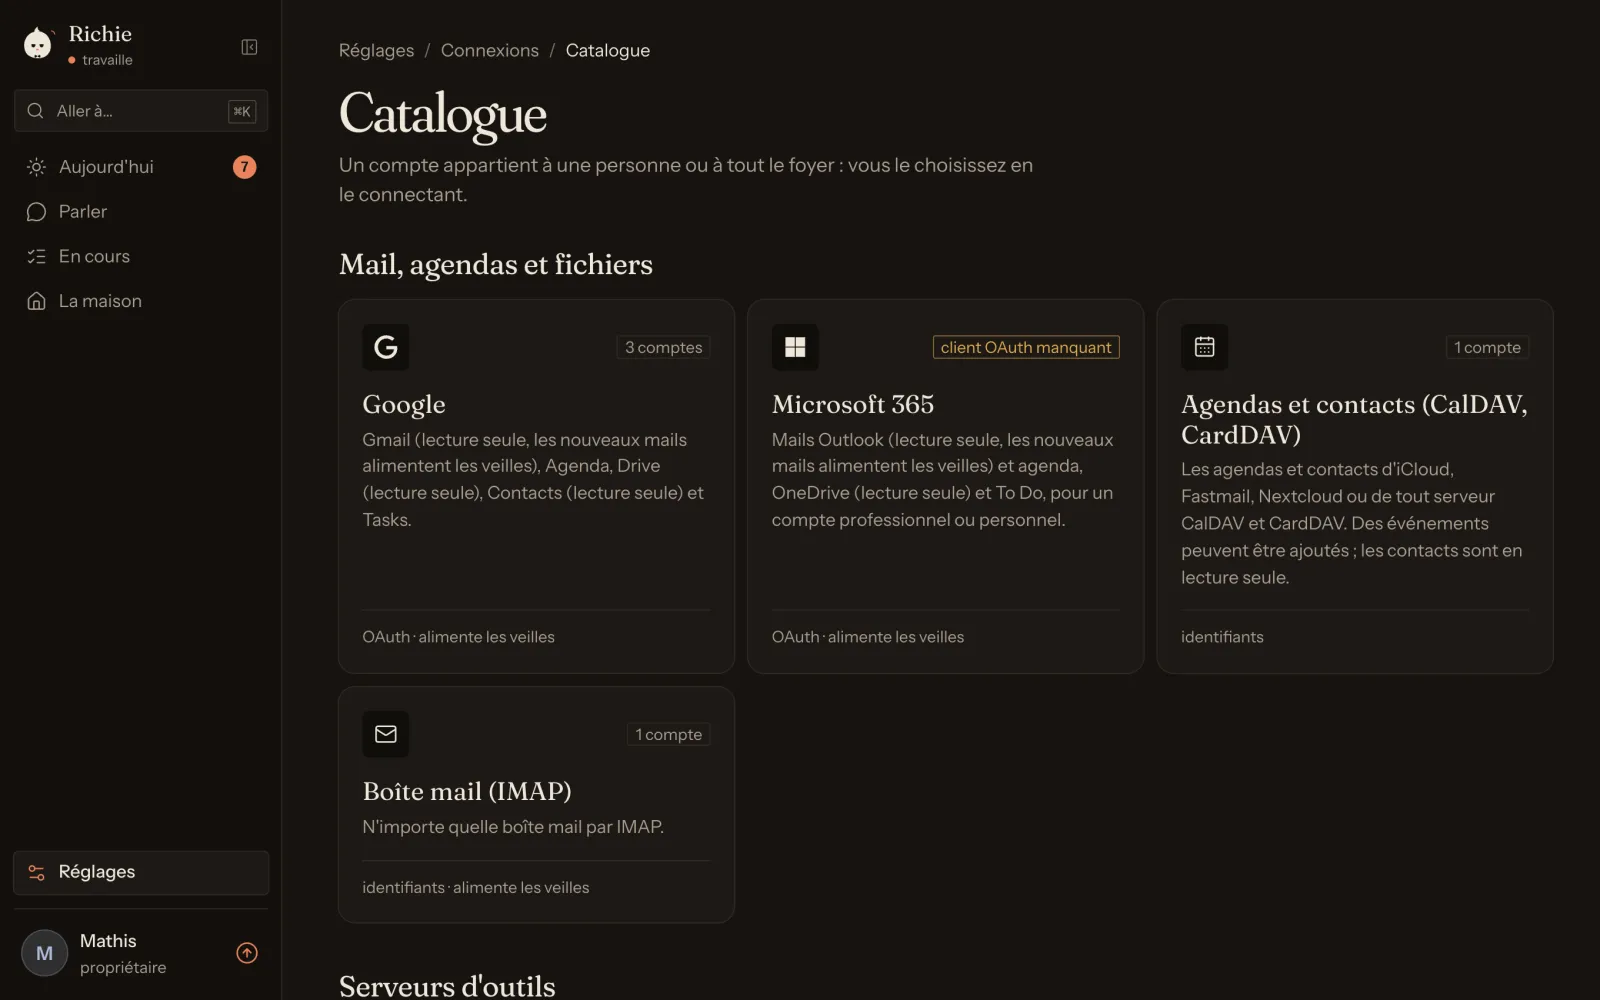 Richie
travaille
Aller à...
⌘K
Aujourd'hui
7
Parler
En cours
La maison
Réglages
M
Mathis
propriétaire
Réglages / Connexions / Catalogue
Catalogue
Un compte appartient à une personne ou à tout le foyer : vous le choisissez en
le connectant.
Mail, agendas et fichiers
3 comptes
Google
Gmail (lecture seule, les nouveaux mails
alimentent les veilles), Agenda, Drive
(lecture seule), Contacts (lecture seule) et
Tasks.
OAuth · alimente les veilles
client OAuth manquant
Microsoft 365
Mails Outlook (lecture seule, les nouveaux
mails alimentent les veilles) et agenda,
OneDrive (lecture seule) et To Do, pour un
compte professionnel ou personnel.
OAuth · alimente les veilles
1 compte
Agendas et contacts (CalDAV,
CardDAV)
Les agendas et contacts d'iCloud,
Fastmail, Nextcloud ou de tout serveur
CalDAV et CardDAV. Des événements
peuvent être ajoutés ; les contacts sont en
lecture seule.
identifiants
1 compte
Boîte mail (IMAP)
N'importe quelle boîte mail par IMAP.
identifiants · alimente les veilles
Serveurs d'outils